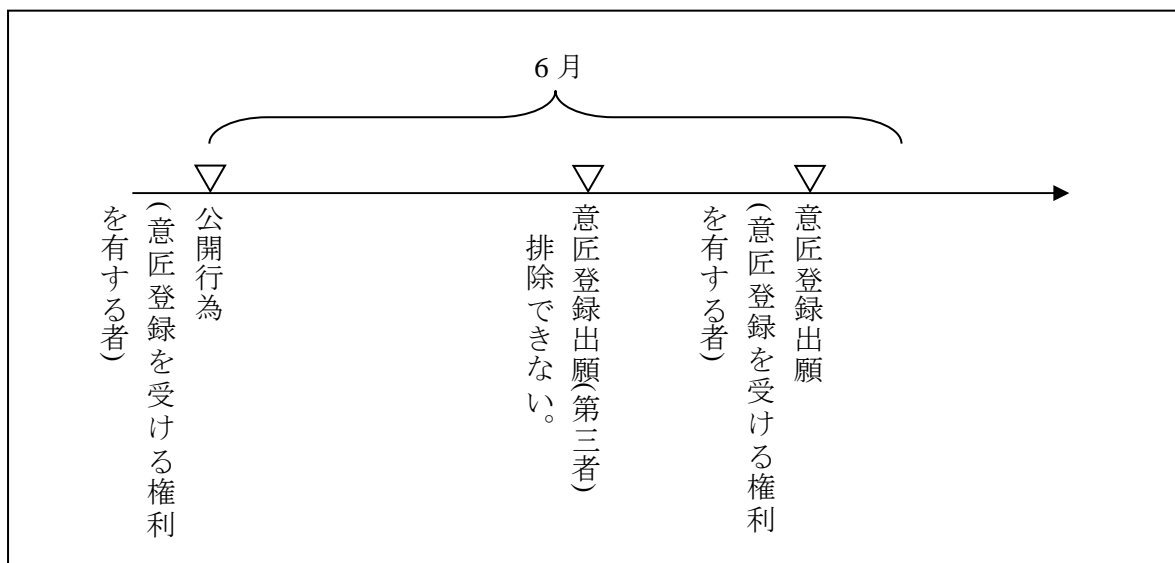 6 月
公開行為
(意匠登録を受ける権利
を有する者)
意匠登録出願(第三者)
排除できない。
意匠登録出願
(意匠登録を受ける権利
を有する者)